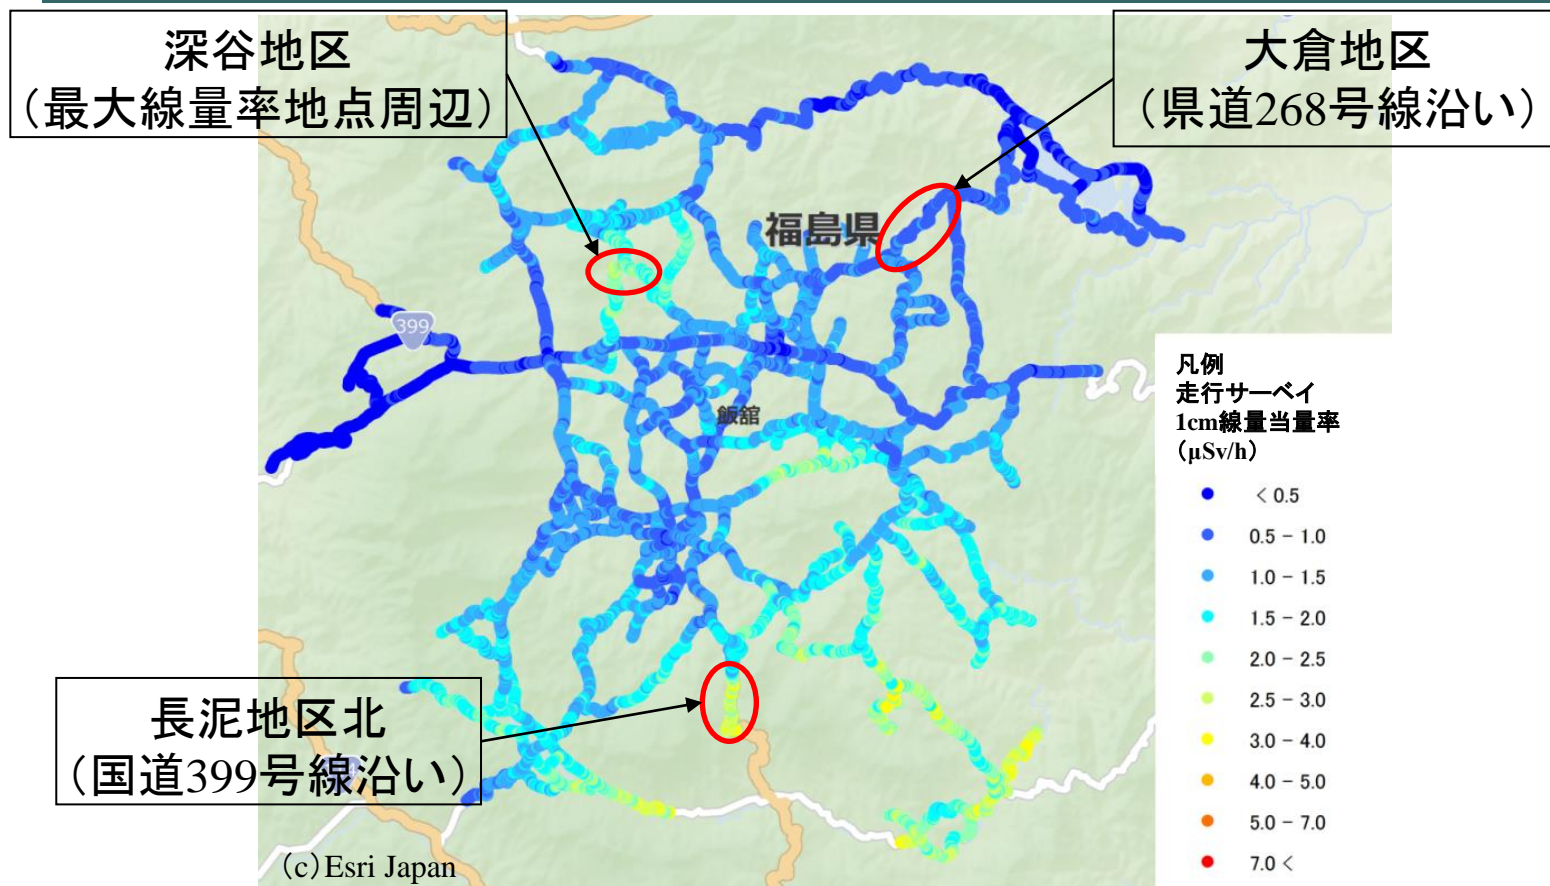 深谷地区
（最大線量率地点周辺）
大倉地区
（県道268号線沿い）
福島県
399
飯舘
長泥地区北
（国道399号線沿い）
(c)Esri Japan
凡例
走行サーベイ
1cm線量当量率
（μSv/h）
< 0.5
0.5 - 1.0
1.0 - 1.5
1.5 - 2.0
2.0 - 2.5
2.5 - 3.0
3.0 - 4.0
4.0 - 5.0
5.0 - 7.0
7.0 <